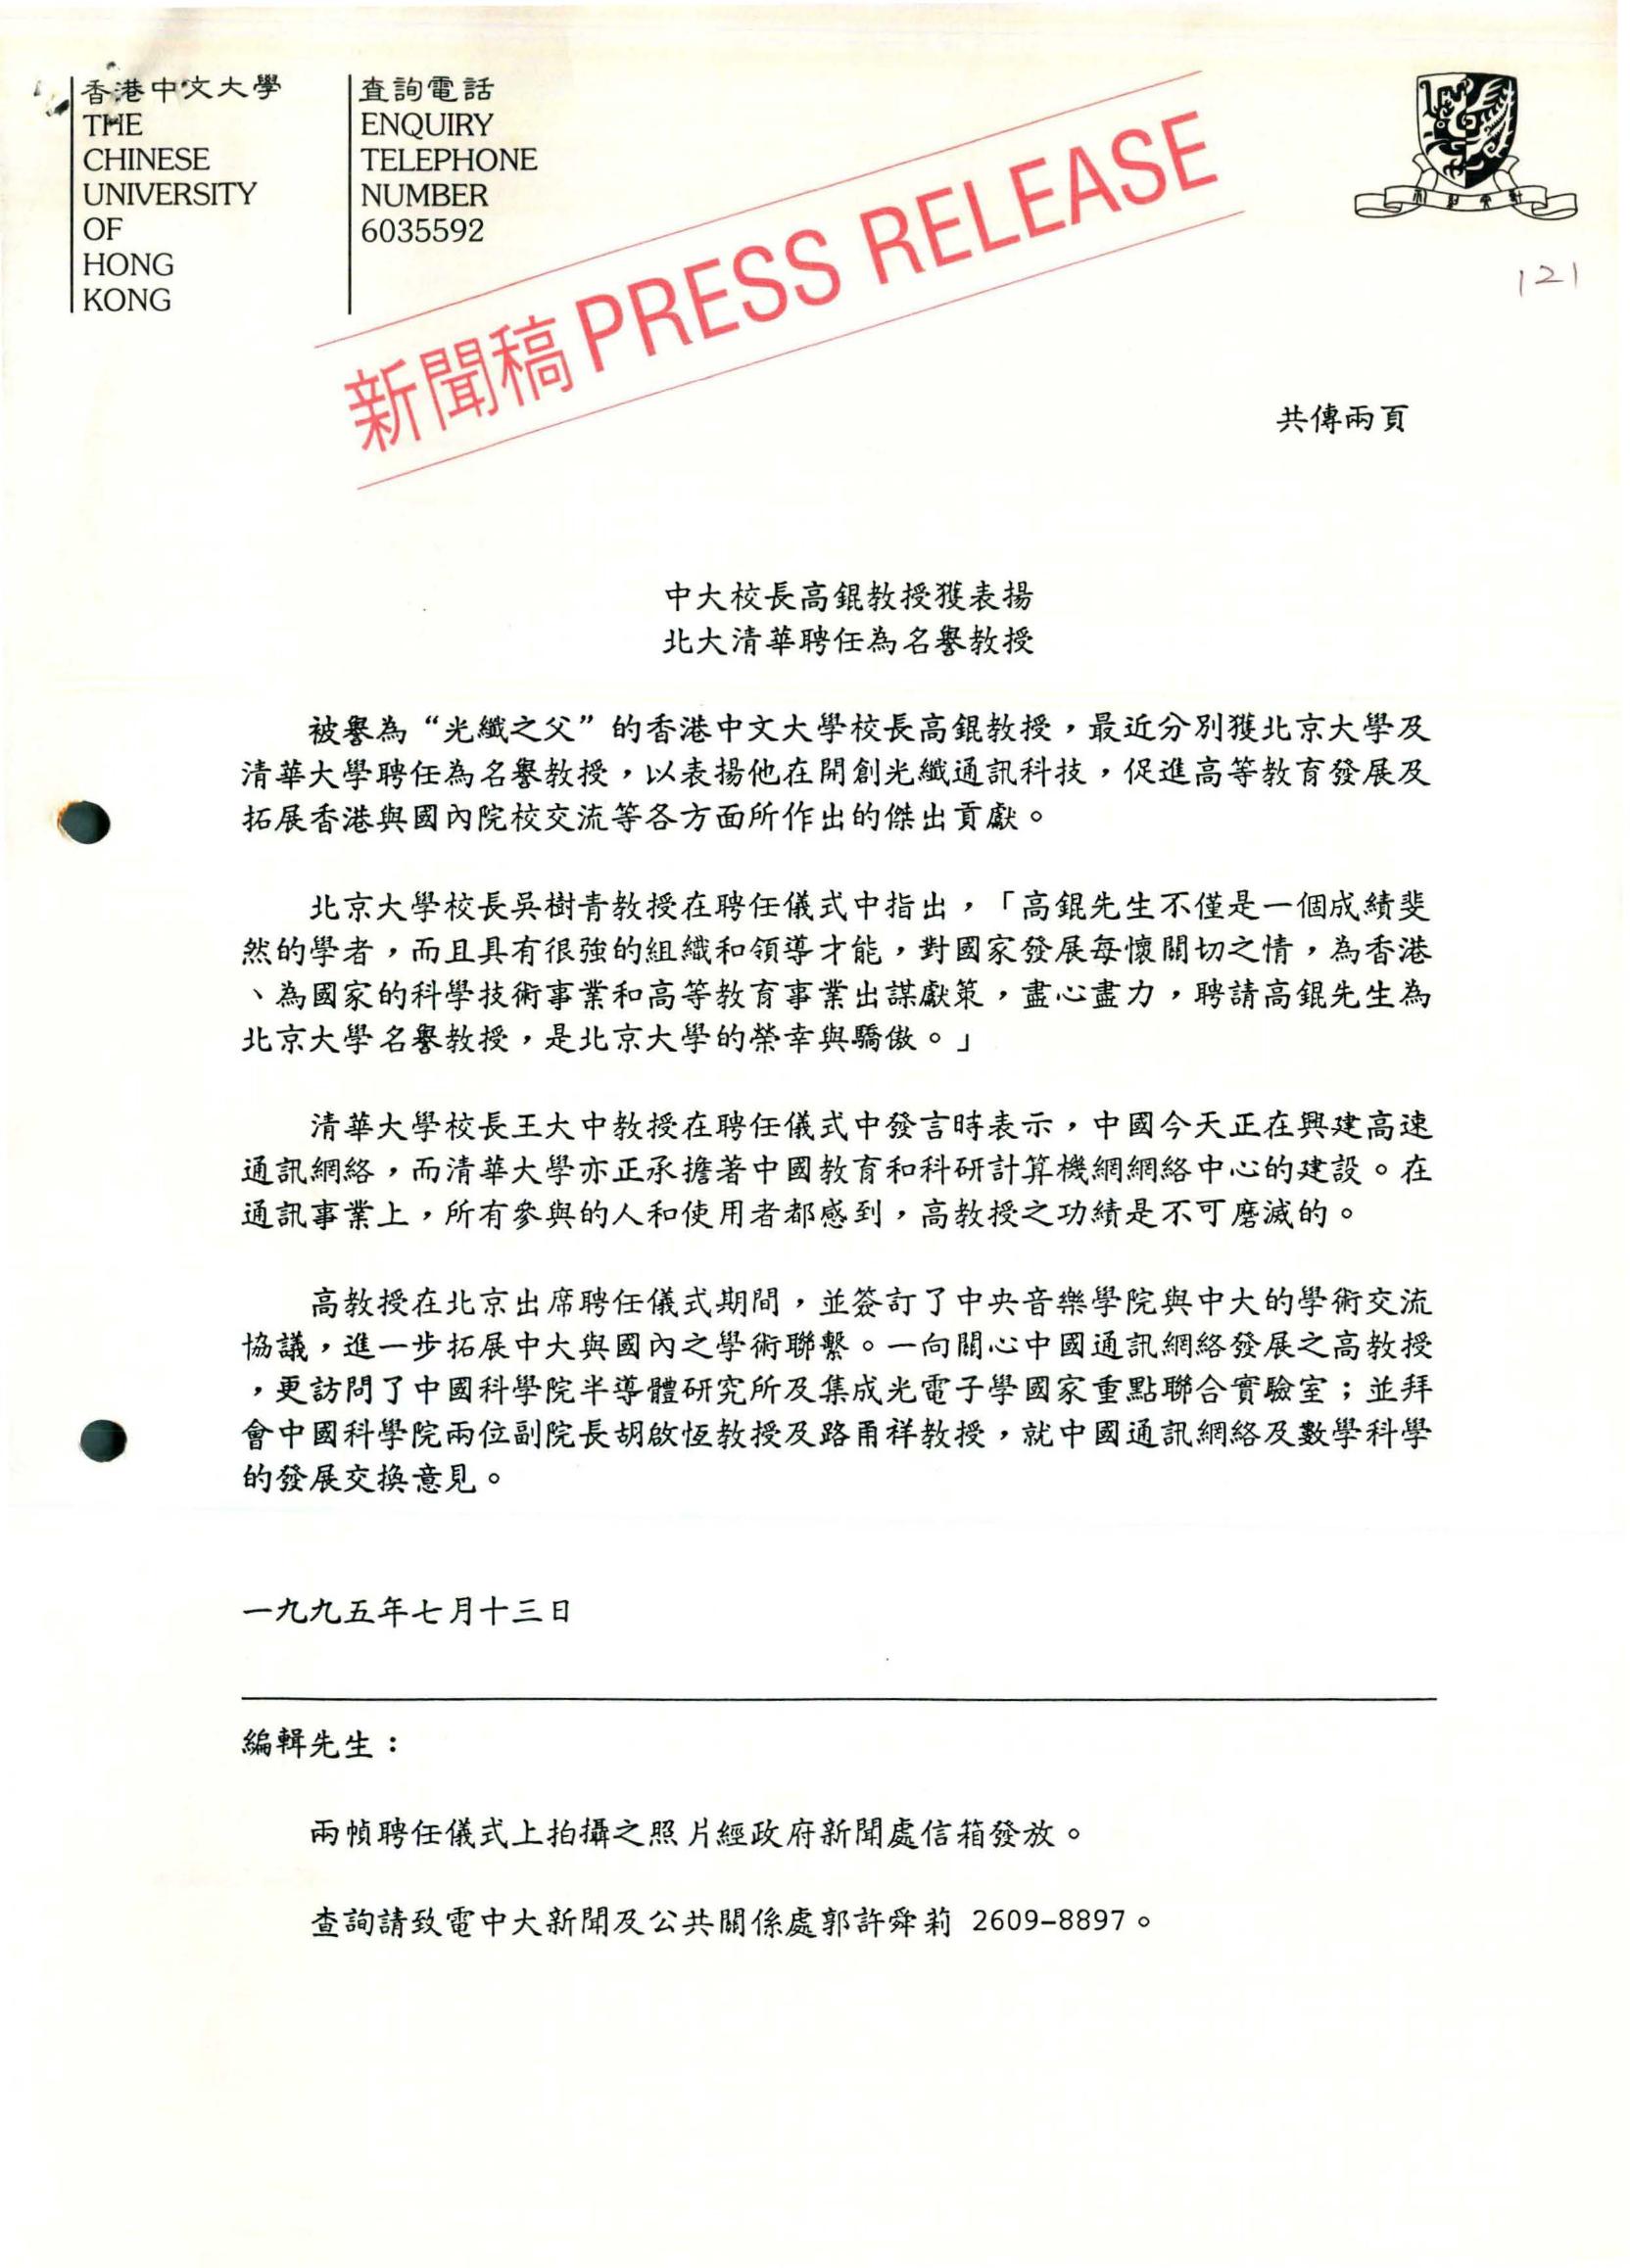 香港中文大學
THE
CHINESE
UNIVERSITY
OF
HONG
KONG
查詢電話
ENQUIRY
TELEPHONE
NUMBER
6035592
新聞稿 PRESS RELEASE
121
共傳兩頁
中大校長高錕教授獲表揚
北大清華聘任為名譽教授
被譽為“光纖之父”的香港中文大學校長高錕教授，最近分別獲北京大學及
清華大學聘任為名譽教授，以表揚他在開創光纖通訊科技，促進高等教育發展及
拓展香港與國內院校交流等各方面所作出的傑出貢獻。
北京大學校長吳樹青教授在聘任儀式中指出，「高錕先生不僅是一個成績斐
然的學者，而且具有很強的組織和領導才能，對國家發展每懷關切之情，為香港
、為國家的科學技術事業和高等教育事業出謀獻策，盡心盡力，聘請高錕先生為
北京大學名譽教授，是北京大學的榮幸與驕傲。」
清華大學校長王大中教授在聘任儀式中發言時表示，中國今天正在興建高速
通訊網絡，而清華大學亦正承擔著中國教育和科研計算機網網絡中心的建設。在
通訊事業上，所有參與的人和使用者都感到，高教授之功績是不可磨滅的。
高教授在北京出席聘任儀式期間，並簽訂了中央音樂學院與中大的學術交流
協議，進一步拓展中大與國內之學術聯繫。一向關心中國通訊網絡發展之高教授
，更訪問了中國科學院半導體研究所及集成光電子學國家重點聯合實驗室；並拜
會中國科學院兩位副院長胡啟恆教授及路甬祥教授，就中國通訊網絡及數學科學
的發展交換意見。
一九九五年七月十三日
編輯先生：
兩幀聘任儀式上拍攝之照片經政府新聞處信箱發放。
查詢請致電中大新聞及公共關係處郭許舜莉 2609-8897。